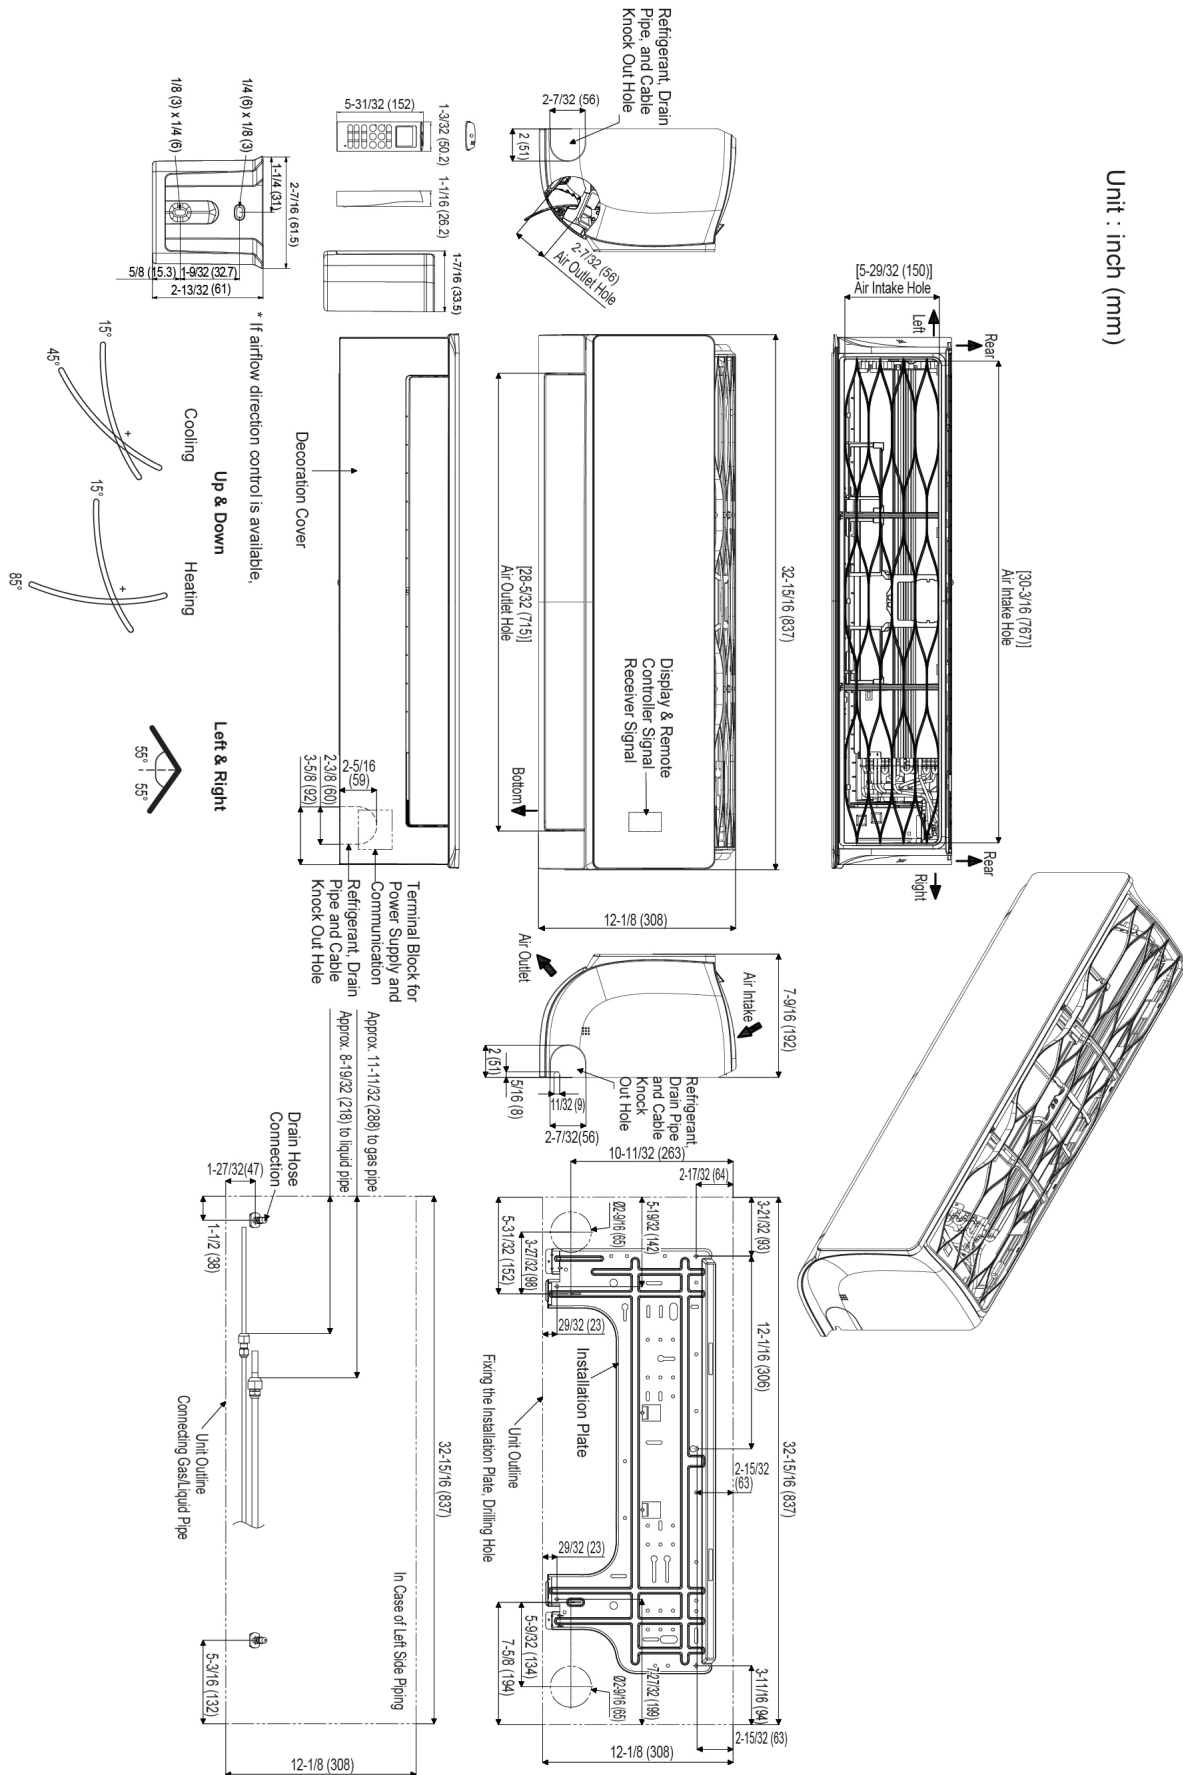 Unit : inch (mm)
[5-29/32 (150)]
Air Intake Hole
Left
Rear
[30-3/16 (767)]
Air Intake Hole
Rear
Right
Refrigerant, Drain
Pipe, and Cable
Knock Out Hole
2-7/32 (56)
2 (51)
2-7/32 (56)
Air Outlet Hole
32-15/16 (837)
Display & Remote
Controller Signal
Receiver Signal
[28-5/32 (715)]
Air Outlet Hole
Bottom
12-1/8 (308)
7-9/16 (192)
Air Intake
Air Outlet
2 (51)
5/16 (8)
11/32 (9)
2-7/32(56)
Refrigerant,
Drain Pipe
and Cable
Knock
Out Hole
5-31/32 (152)
1-3/32 (50.2)
1-1/16 (26.2)
1-7/16 (33.5)
1/4 (6) x 1/8 (3)
1/8 (3) x 1/4 (6)
2-7/16 (61.5)
1-1/4 (31)
5/8 (15.3)
1-9/32 (32.7)
2-13/32 (61)
Decoration Cover
2-5/16
(59)
2-3/8 (60)
3-5/8 (92)
Terminal Block for
Power Supply and
Communication
Refrigerant, Drain
Pipe and Cable
Knock Out Hole
* If airflow direction control is available,
Up & Down
Cooling
Heating
15°
45°
15°
85°
Left & Right
55°
55°
10-11/32 (263)
2-17/32 (64)
3-21/32 (93)
12-1/16 (306)
32-15/16 (837)
2-15/32
(63)
3-11/16 (94)
2-15/32 (63)
Ø2-9/16 (65)
5-19/32 (142)
3-27/32 (98)
5-31/32 (152)
29/32 (23)
Installation Plate
Unit Outline
Fixing the Installation Plate, Drilling Hole
29/32 (23)
7-27/32 (199)
Ø2-9/16 (65)
5-9/32 (134)
7-5/8 (194)
12-1/8 (308)
Approx. 11-11/32 (288) to gas pipe
Approx. 8-19/32 (218) to liquid pipe
Drain Hose
Connection
1-27/32(47)
1-1/2 (38)
32-15/16 (837)
Unit Outline
Connecting Gas/Liquid Pipe
In Case of Left Side Piping
5-3/16 (132)
12-1/8 (308)